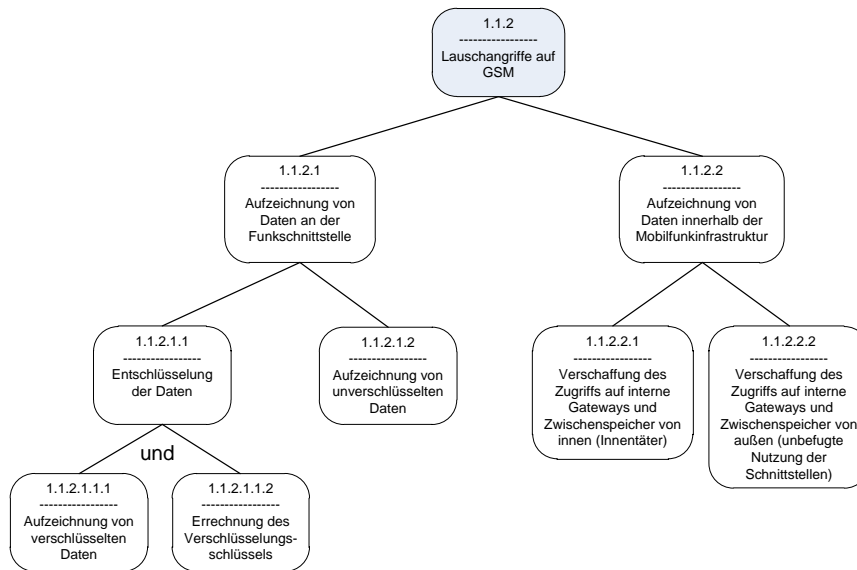 1.1.2
-----------------
Lauschangriffe auf
GSM
1.1.2.1
-----------------
Aufzeichnung von
Daten an der
Funkschnittstelle
1.1.2.2
-----------------
Aufzeichnung von
Daten innerhalb der
Mobilfunkinfrastruktur
1.1.2.1.1
-----------------
Entschlüsselung
der Daten
1.1.2.1.2
-----------------
Aufzeichnung von
unverschlüsselten
Daten
1.1.2.2.1
-----------------
Verschaffung des
Zugriffs auf interne
Gateways und
Zwischenspeicher von
innen (Innentäter)
1.1.2.2.2
-----------------
Verschaffung des
Zugriffs auf interne
Gateways und
Zwischenspeicher von
außen (unbefugte
Nutzung der
Schnittstellen)
und
1.1.2.1.1.1
-----------------
Aufzeichnung von
verschlüsselten
Daten
1.1.2.1.1.2
-----------------
Errechnung des
Verschlüsselungs-
schlüssels